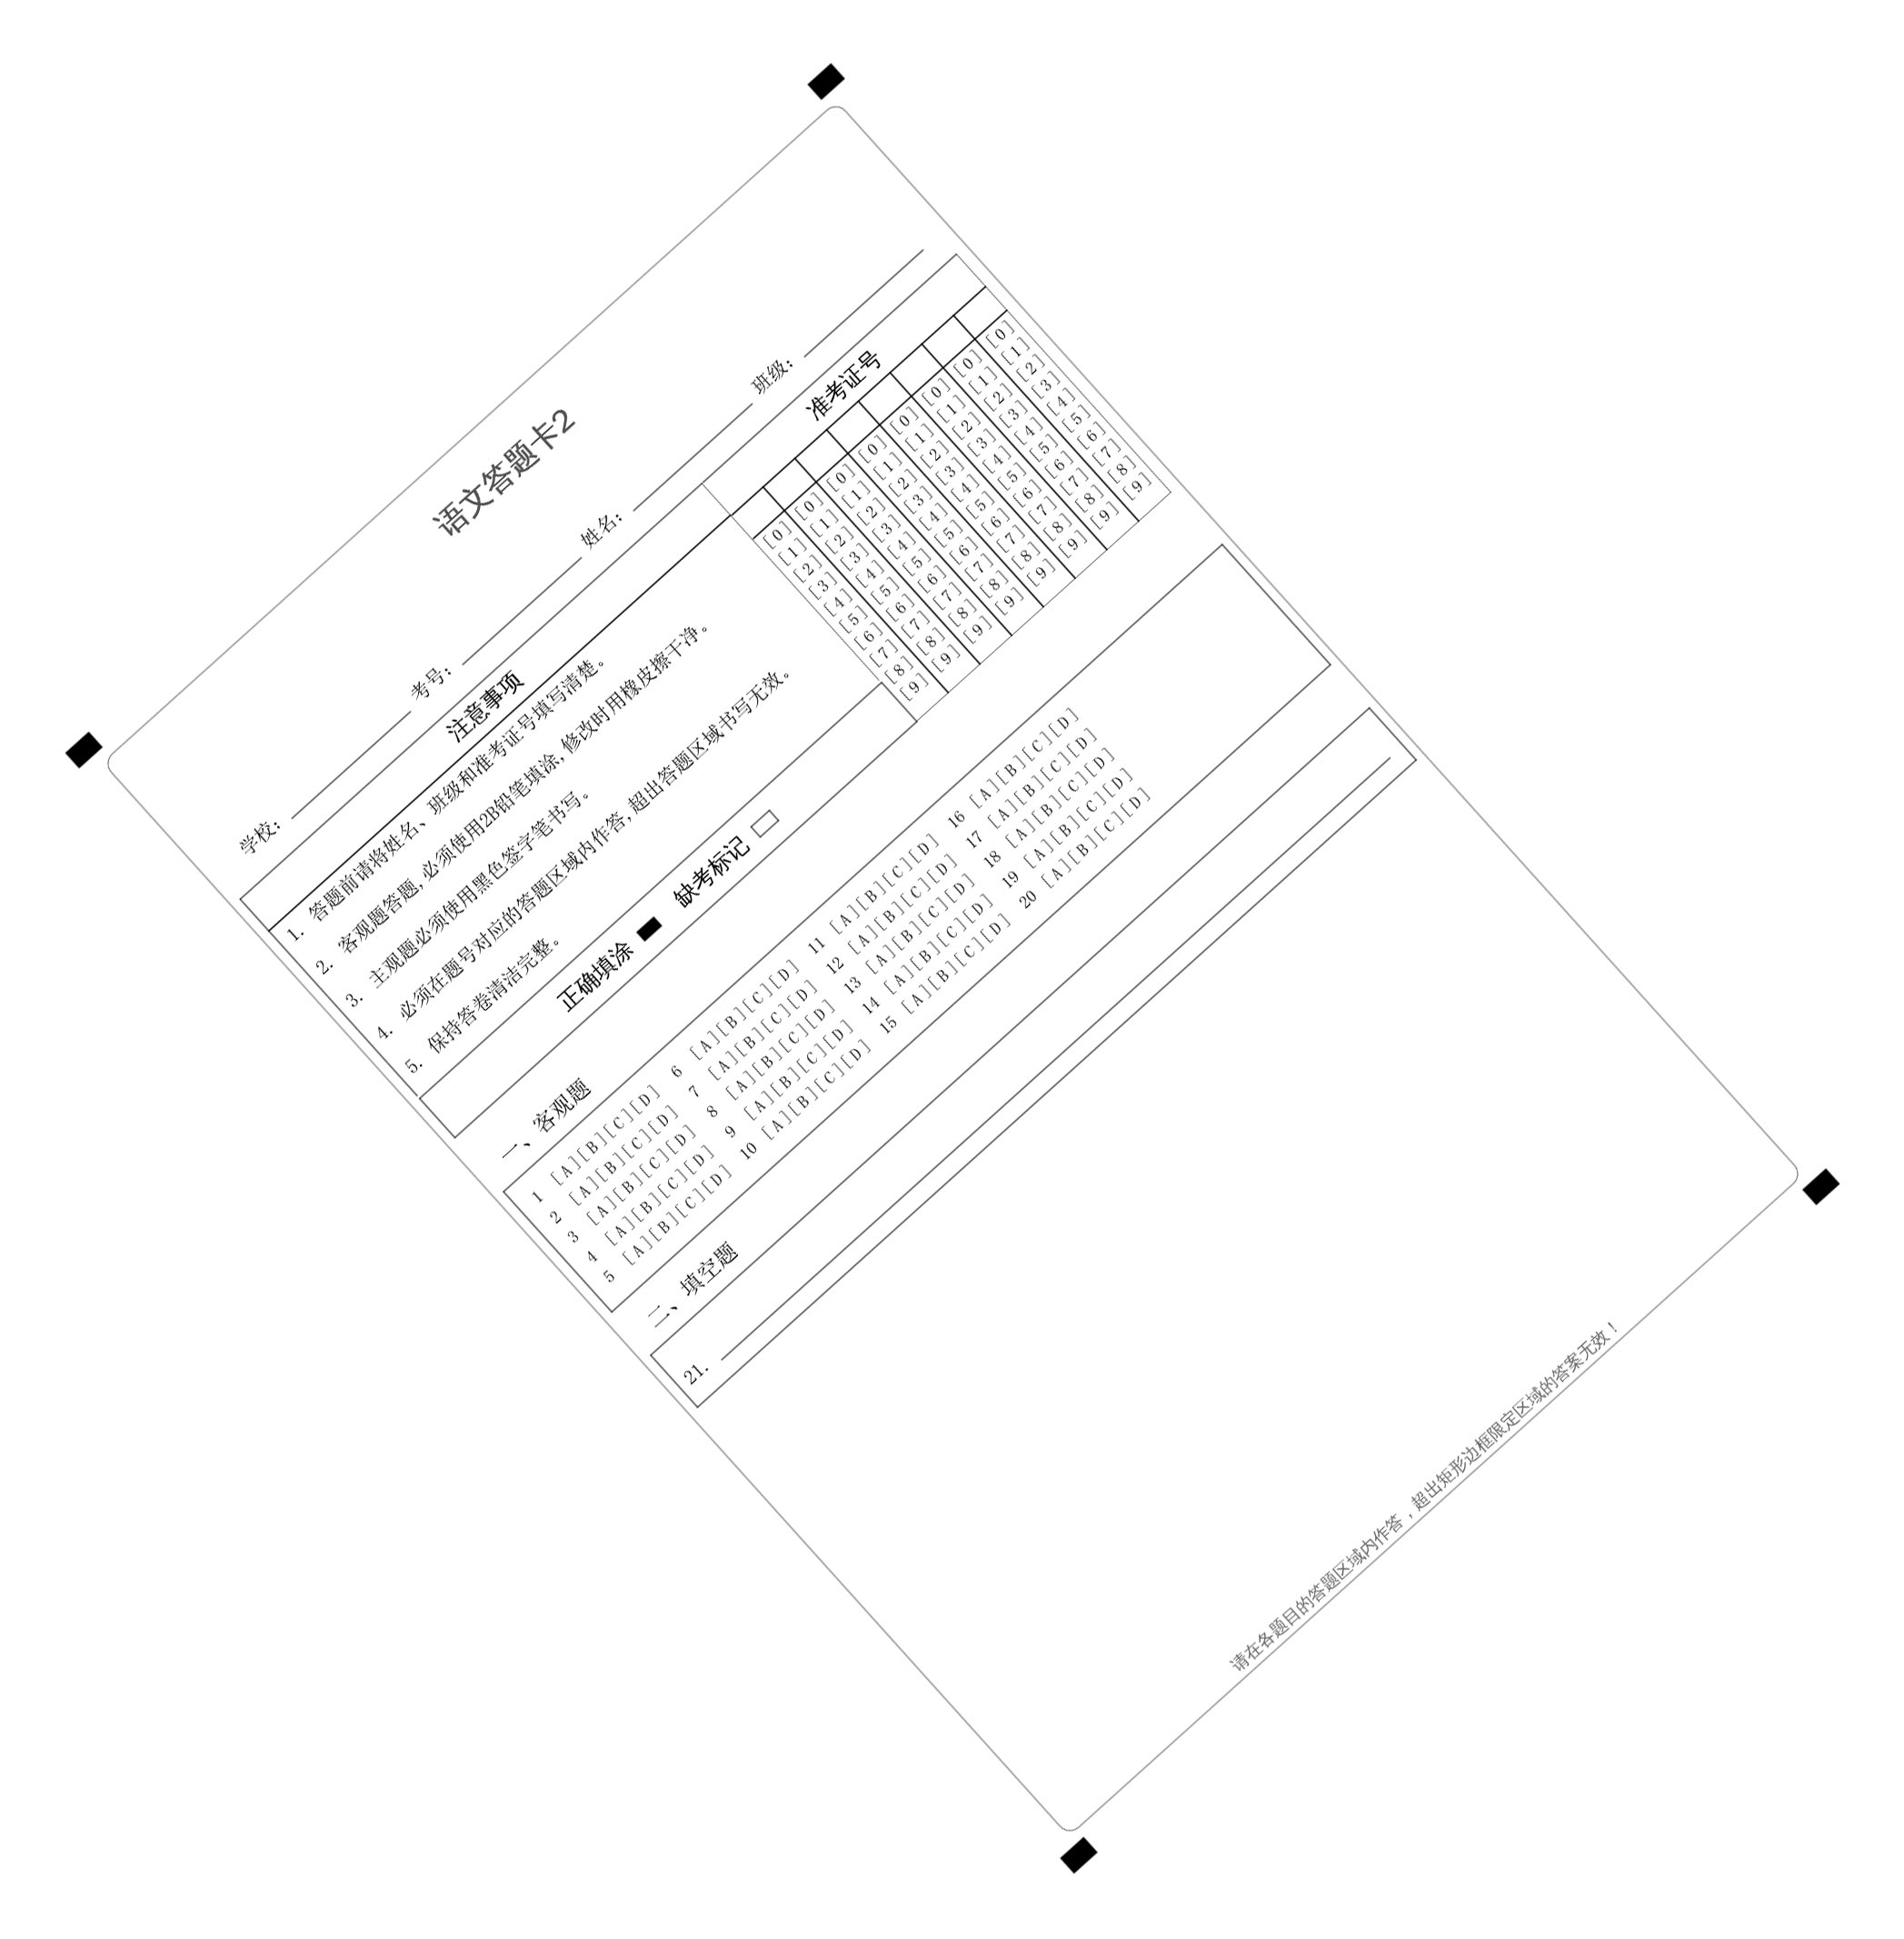 语文答题卡2
学校: 考号: 姓名: 班级:
注意事项
1. 答题前请将姓名、班级和准考证号填写清楚。
2. 客观题答题,必须使用2B铅笔填涂,修改时用橡皮擦干净。
3. 主观题必须使用黑色签字笔书写。
4. 必须在题号对应的答题区域内作答,超出答题区域书写无效。
5. 保持答卷清洁完整。
正确填涂 缺考标记
准考证号
[0] [0] [0] [0] [0] [0] [0] [0]
[1] [1] [1] [1] [1] [1] [1] [1]
[2] [2] [2] [2] [2] [2] [2] [2]
[3] [3] [3] [3] [3] [3] [3] [3]
[4] [4] [4] [4] [4] [4] [4] [4]
[5] [5] [5] [5] [5] [5] [5] [5]
[6] [6] [6] [6] [6] [6] [6] [6]
[7] [7] [7] [7] [7] [7] [7] [7]
[8] [8] [8] [8] [8] [8] [8] [8]
[9] [9] [9] [9] [9] [9] [9] [9]
一、客观题
1 [A][B][C][D] 6 [A][B][C][D] 11 [A][B][C][D] 16 [A][B][C][D]
2 [A][B][C][D] 7 [A][B][C][D] 12 [A][B][C][D] 17 [A][B][C][D]
3 [A][B][C][D] 8 [A][B][C][D] 13 [A][B][C][D] 18 [A][B][C][D]
4 [A][B][C][D] 9 [A][B][C][D] 14 [A][B][C][D] 19 [A][B][C][D]
5 [A][B][C][D] 10 [A][B][C][D] 15 [A][B][C][D] 20 [A][B][C][D]
二、填空题
21.
请在各题目的答题区域内作答，超出矩形边框限定区域的答案无效！